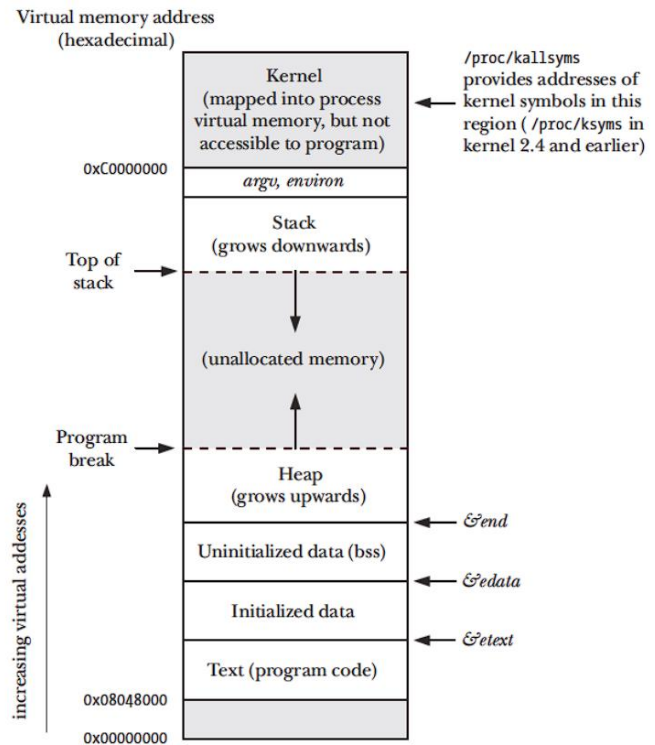 Virtual memory address
(hexadecimal)
/proc/kallsyms
provides addresses of
kernel symbols in this
region (/proc/ksyms in
kernel 2.4 and earlier)
Kernel
(mapped into process
virtual memory, but not
accessible to program)
0xC0000000
argv, environ
Stack
(grows downwards)
Top of
stack
(unallocated memory)
Program
break
Heap
(grows upwards)
&end
Uninitialized data (bss)
&edata
Initialized data
&etext
Text (program code)
0x08048000
0x00000000
increasing virtual addesses